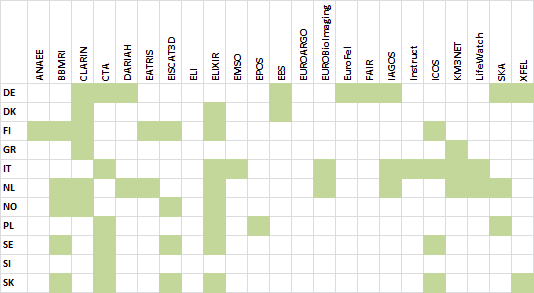 ANAEE BBMRI CLARIN CTA DARIAH EATRIS EISCAT3D ELI ELIXIR EMSO EPOS EBS EUROARGO EUROBioImaging EuroFel FAIR IAGOS Instruct ICOS KM3NET LifeWatch SKA XFEL
DE
DK
FI
GR
IT
NL
NO
PL
SE
SI
SK